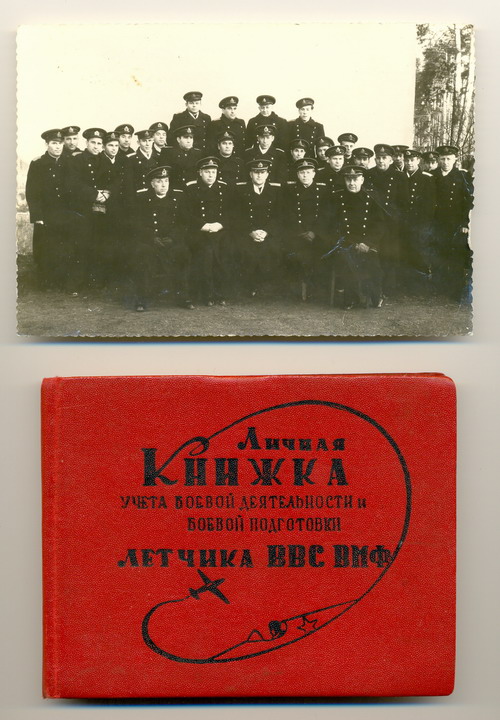 Личная
Книжка
учета боевой деятельности и
боевой подготовки
летчика ВВС ВМФ